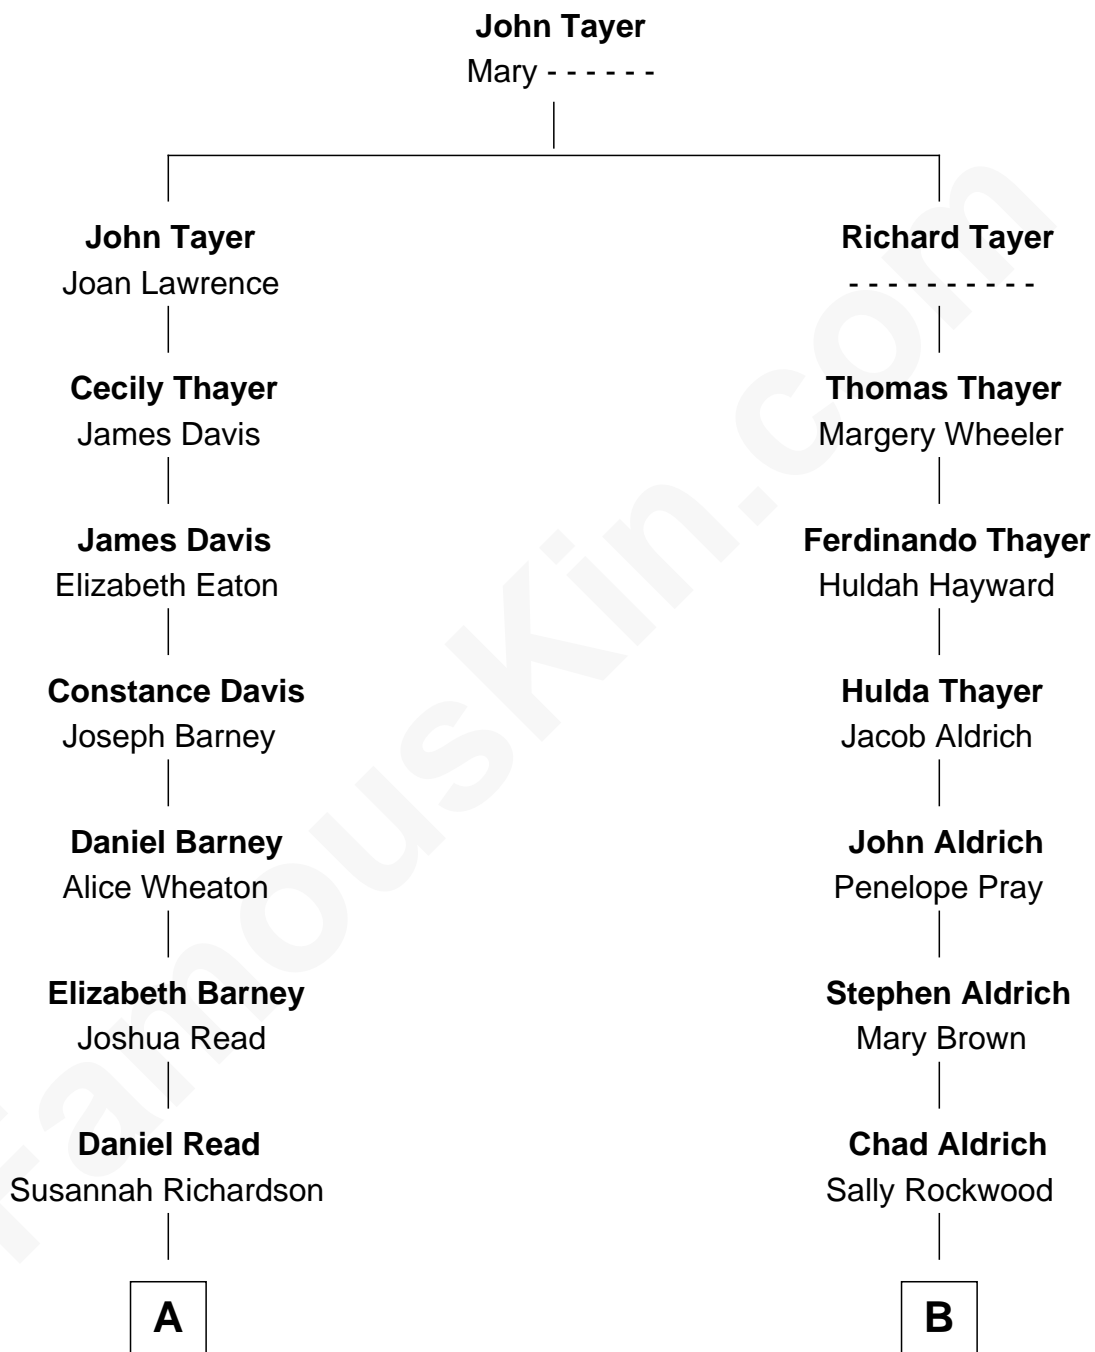 John Tayer
Mary - - - - - -
John Tayer
Joan Lawrence
Richard Tayer
- - - - - - - - - -
Cecily Thayer
James Davis
Thomas Thayer
Margery Wheeler
James Davis
Elizabeth Eaton
Ferdinando Thayer
Huldah Hayward
Constance Davis
Joseph Barney
Hulda Thayer
Jacob Aldrich
Daniel Barney
Alice Wheaton
John Aldrich
Penelope Pray
Elizabeth Barney
Joshua Read
Stephen Aldrich
Mary Brown
Daniel Read
Susannah Richardson
Chad Aldrich
Sally Rockwood
A
B
FamousKin.com